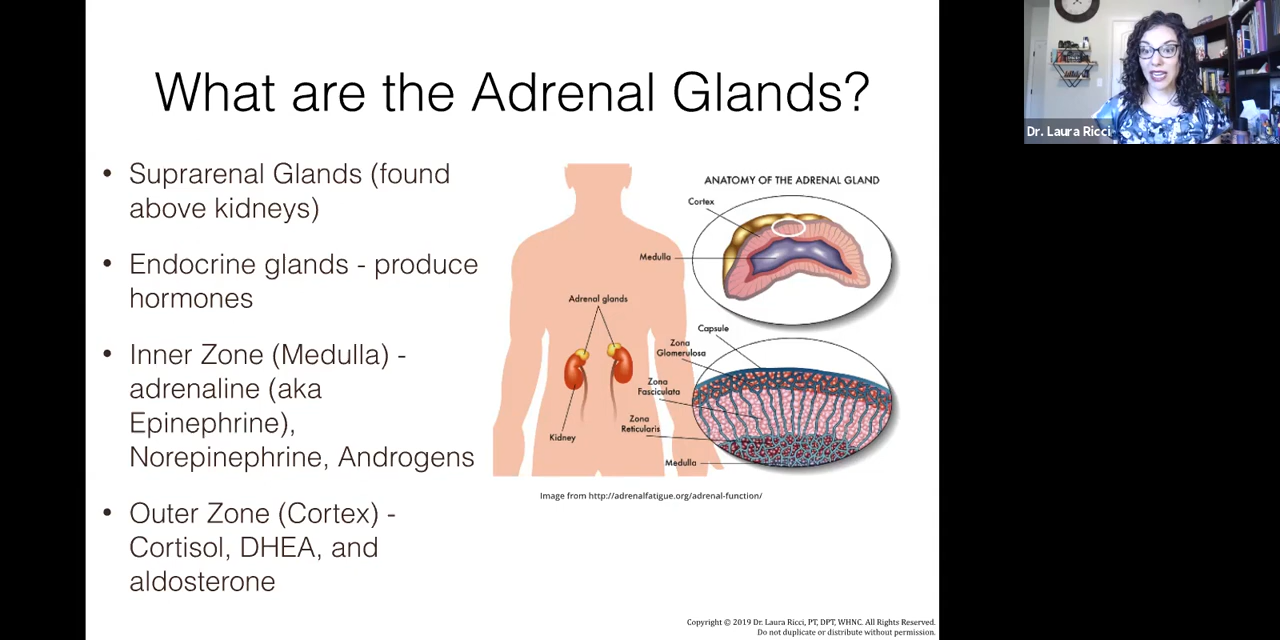 What are the Adrenal Glands?
• Suprarenal Glands (found
above kidneys)
• Endocrine glands - produce
hormones
• Inner Zone (Medulla) -
adrenaline (aka
Epinephrine),
Norepinephrine, Androgens
• Outer Zone (Cortex) -
Cortisol, DHEA, and
aldosterone
ANATOMY OF THE ADRENAL GLAND
Cortex
Medulla
Adrenal glands
Kidney
Capsule
Zona
Glomerulosa
Zona
Fasciculata
Zona
Reticularis
Medulla
Image from http://adrenalfatigue.org/adrenal-function/
Copyright © 2019 Dr. Laura Ricci, PT, DPT, WHNC. All Rights Reserved.
Do not duplicate or distribute without permission.
Dr. Laura Ricci